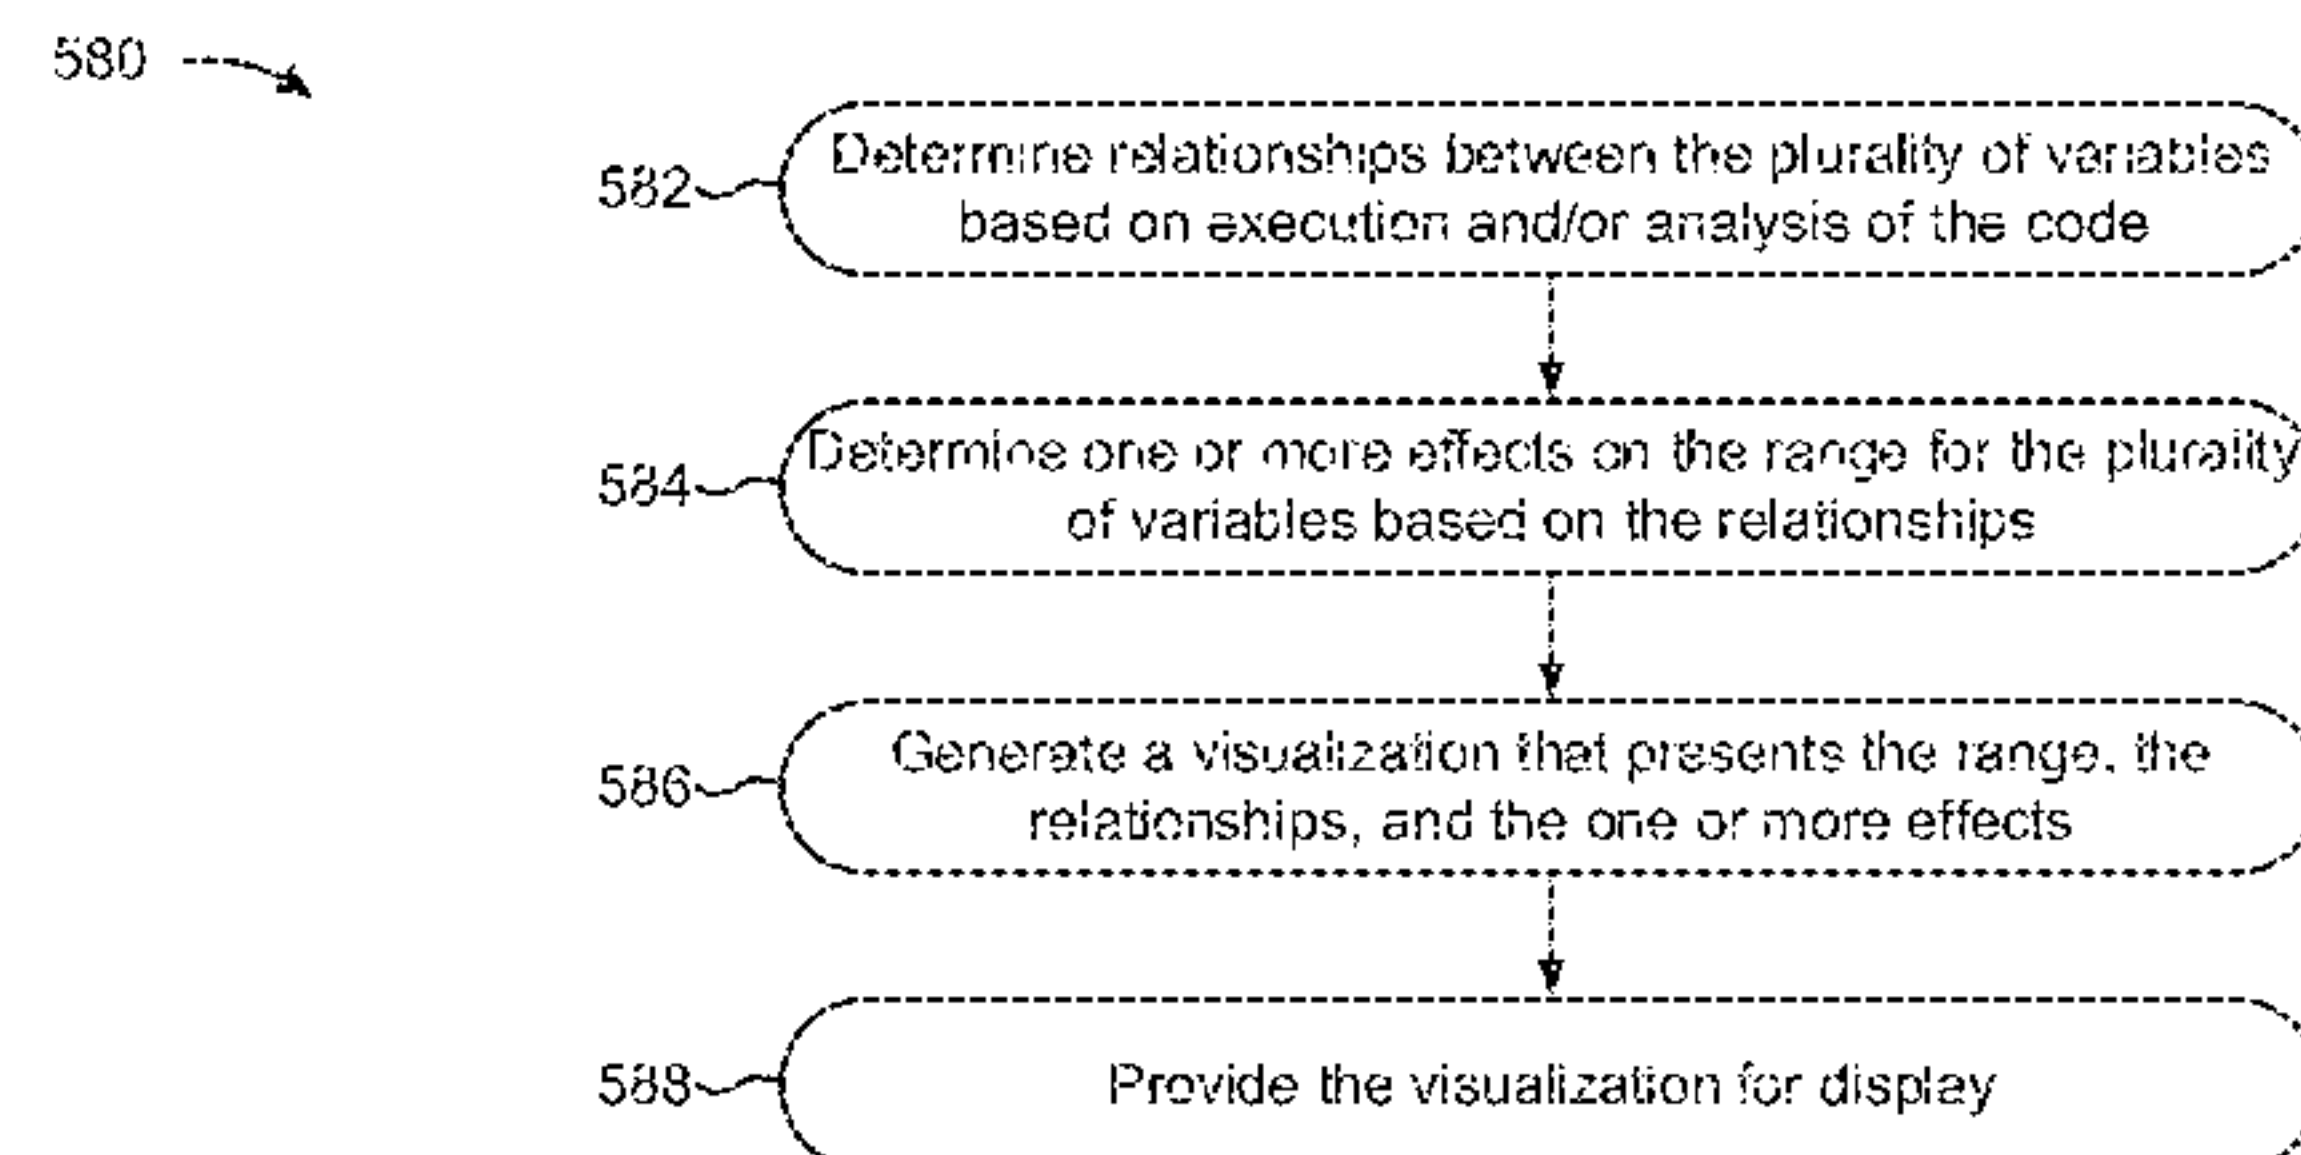 580
582
Determine relationships between the plurality of variables
based on execution and/or analysis of the code
584
Determine one or more effects on the range for the plurality
of variables based on the relationships
586
Generate a visualization that presents the range, the
relationships, and the one or more effects
588
Provide the visualization for display